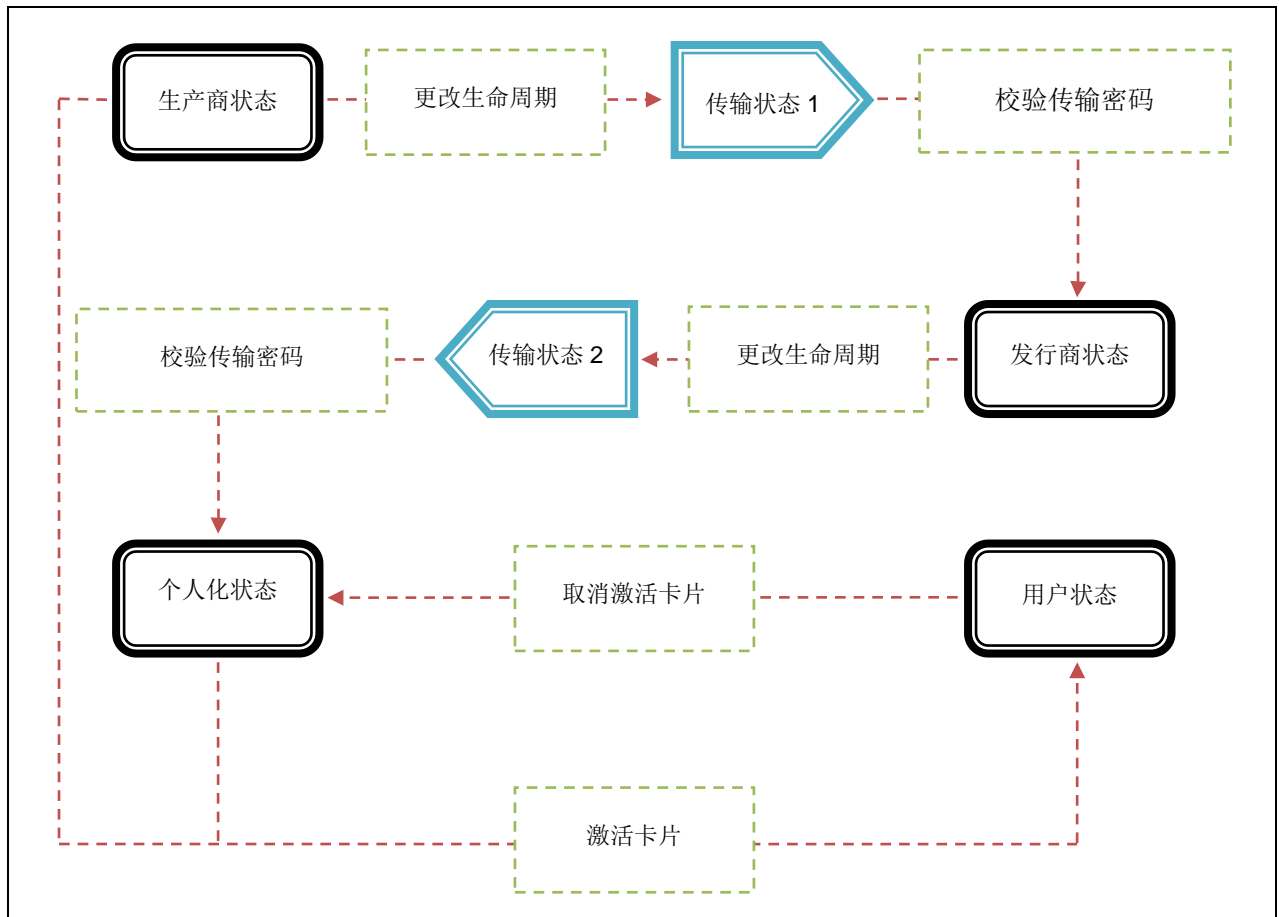 生产商状态
更改生命周期
传输状态 1
校验传输密码
校验传输密码
传输状态 2
更改生命周期
发行商状态
个人化状态
取消激活卡片
用户状态
激活卡片